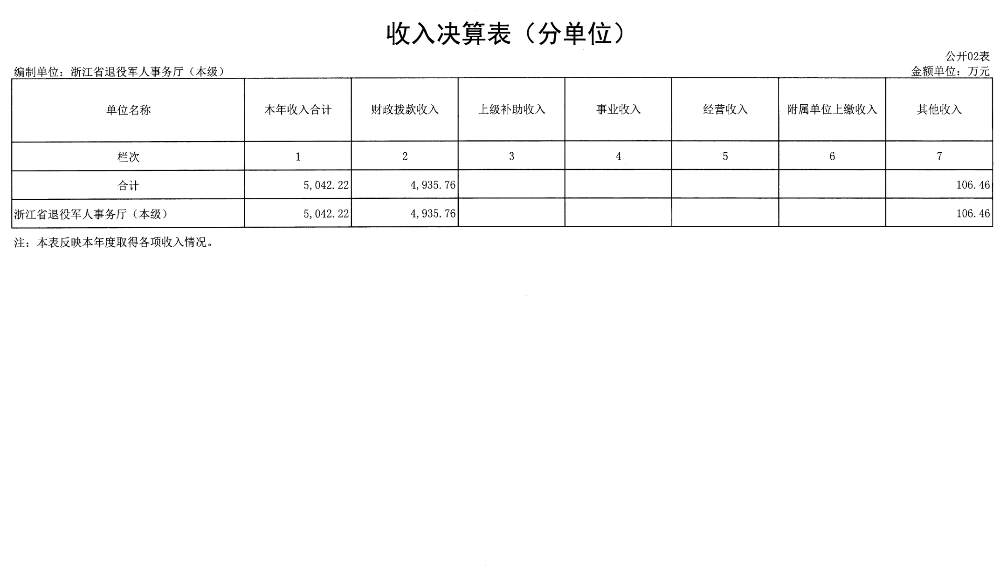 收入决算表（分单位）
公开02表
编制单位：浙江省退役军人事务厅（本级） 金额单位：万元
单位名称 本年收入合计 财政拨款收入 上级补助收入 事业收入 经营收入 附属单位上缴收入 其他收入
栏次 1 2 3 4 5 6 7
合计 5,042.22 4,935.76 106.46
浙江省退役军人事务厅（本级） 5,042.22 4,935.76 106.46
注：本表反映本年度取得各项收入情况。